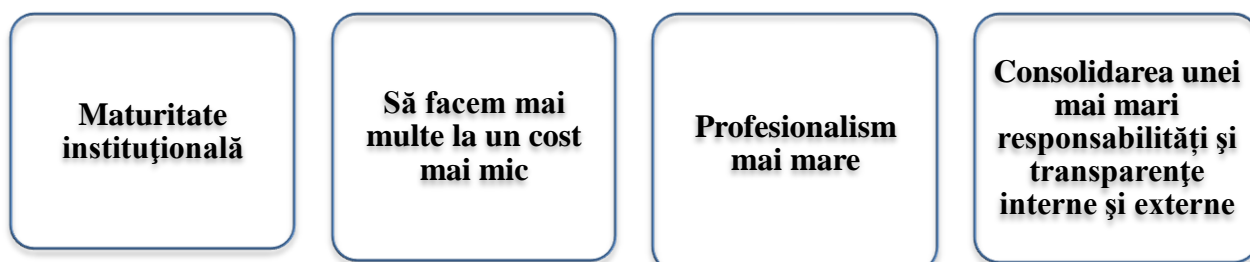 Maturitate
instituţională
Să facem mai
multe la un cost
mai mic
Profesionalism
mai mare
Consolidarea unei
mai mari
responsabilități şi
transparenţe
interne şi externe